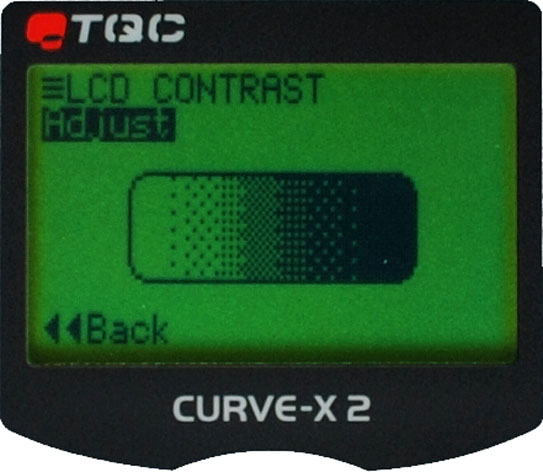 TQC
LCD CONTRAST
Adjust
Back
CURVE-X 2